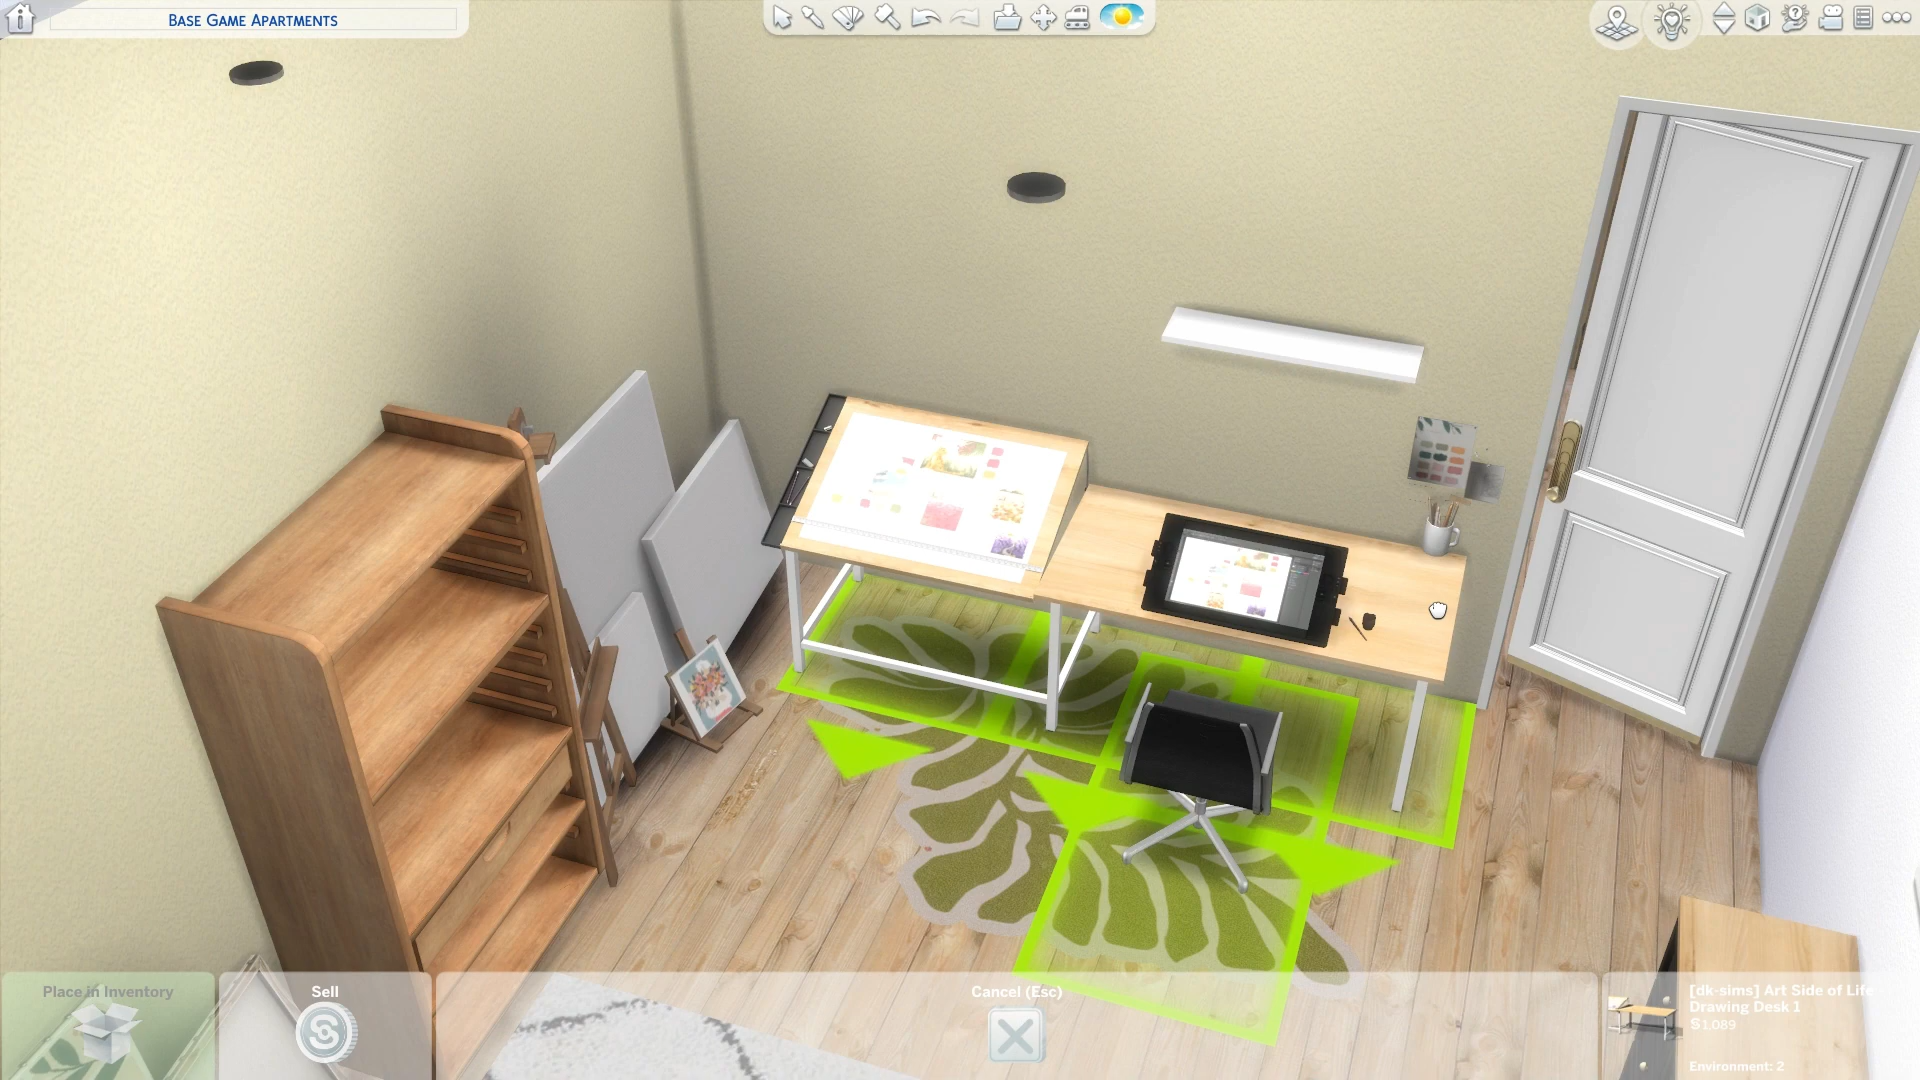 Base Game Apartments
Place in Inventory
Sell
Cancel (Esc)
[dk-sims] Art Side of Life
Drawing Desk 1
§1,089
Environment: 2